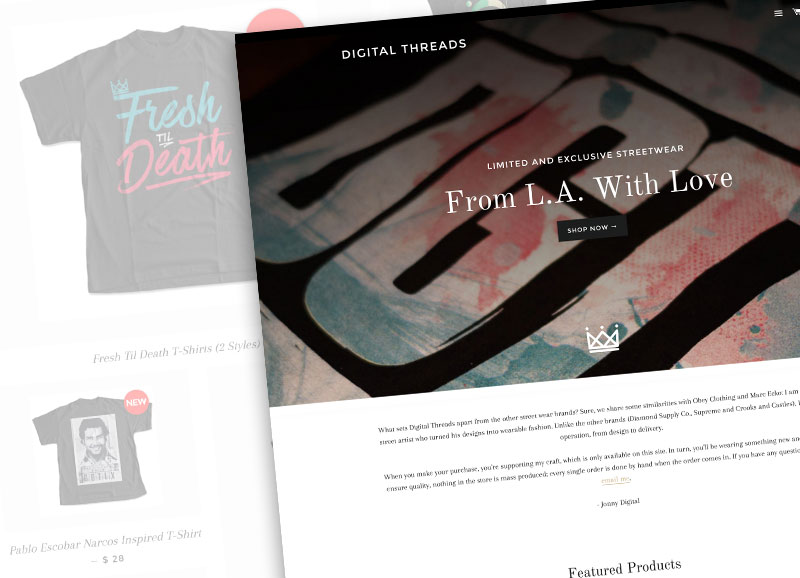 DIGITAL THREADS
LIMITED AND EXCLUSIVE STREETWEAR
From L.A. With Love
SHOP NOW →
What sets Digital Threads apart from the other street wear brands? Sure, we share some similarities with Obey Clothing and Marc Ecko: I am
street artist who turned his designs into wearable fashion. Unlike the other brands (Diamond Supply Co., Supreme and Crooks and Castles),
operation, from design to delivery.
When you make your purchase, you're supporting my craft, which is only available on this site. In turn, you'll be wearing something new
ensure quality, nothing in the store is mass produced; every single order is done by hand when the order comes in. If you have any
email me.
- Jonny Digital
Featured Products
Fresh
TIL
Death
Fresh Til Death T-Shirts (2 Styles)
NEW
Pablo Escobar Narcos Inspired T-Shirt
— $ 28